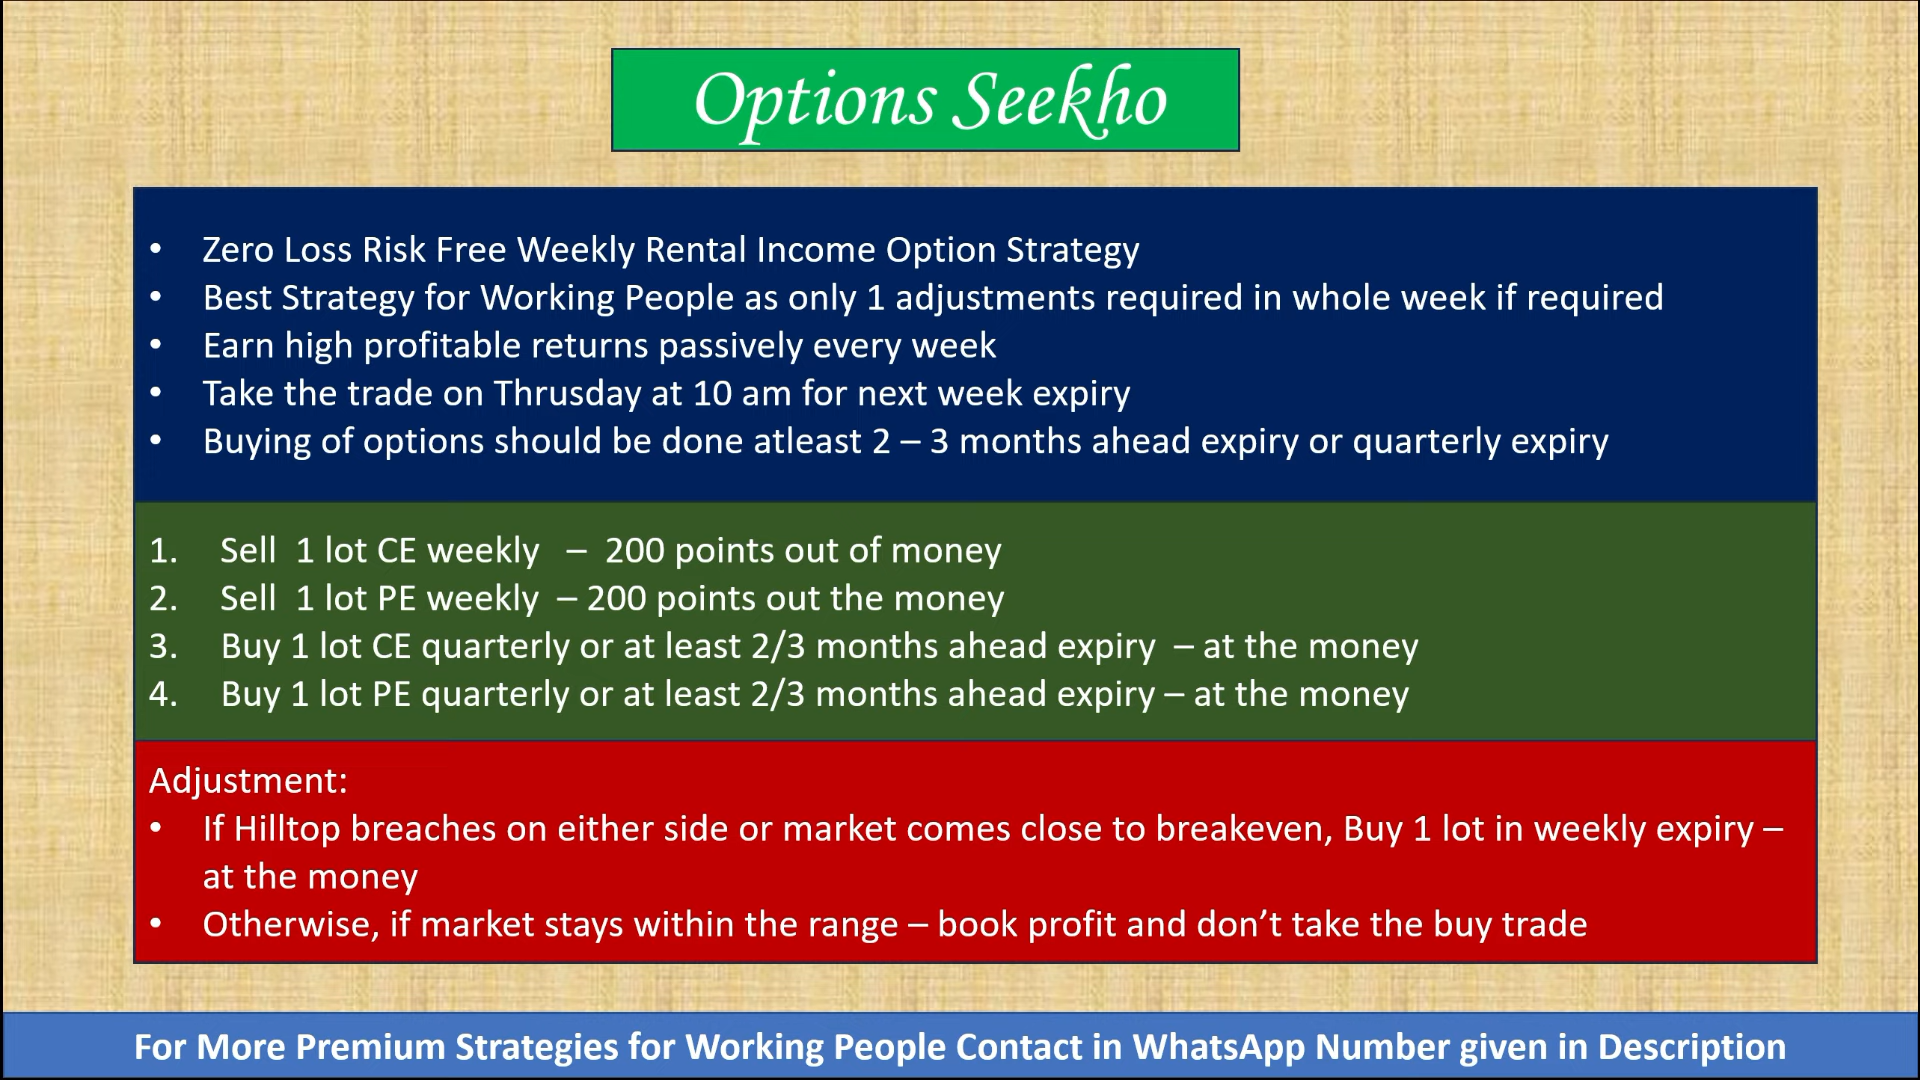 Options Seekho
• Zero Loss Risk Free Weekly Rental Income Option Strategy
• Best Strategy for Working People as only 1 adjustments required in whole week if required
• Earn high profitable returns passively every week
• Take the trade on Thrusday at 10 am for next week expiry
• Buying of options should be done atleast 2 – 3 months ahead expiry or quarterly expiry
1. Sell 1 lot CE weekly – 200 points out of money
2. Sell 1 lot PE weekly – 200 points out the money
3. Buy 1 lot CE quarterly or at least 2/3 months ahead expiry – at the money
4. Buy 1 lot PE quarterly or at least 2/3 months ahead expiry – at the money
Adjustment:
• If Hilltop breaches on either side or market comes close to breakeven, Buy 1 lot in weekly expiry –
at the money
• Otherwise, if market stays within the range – book profit and don’t take the buy trade
For More Premium Strategies for Working People Contact in WhatsApp Number given in Description